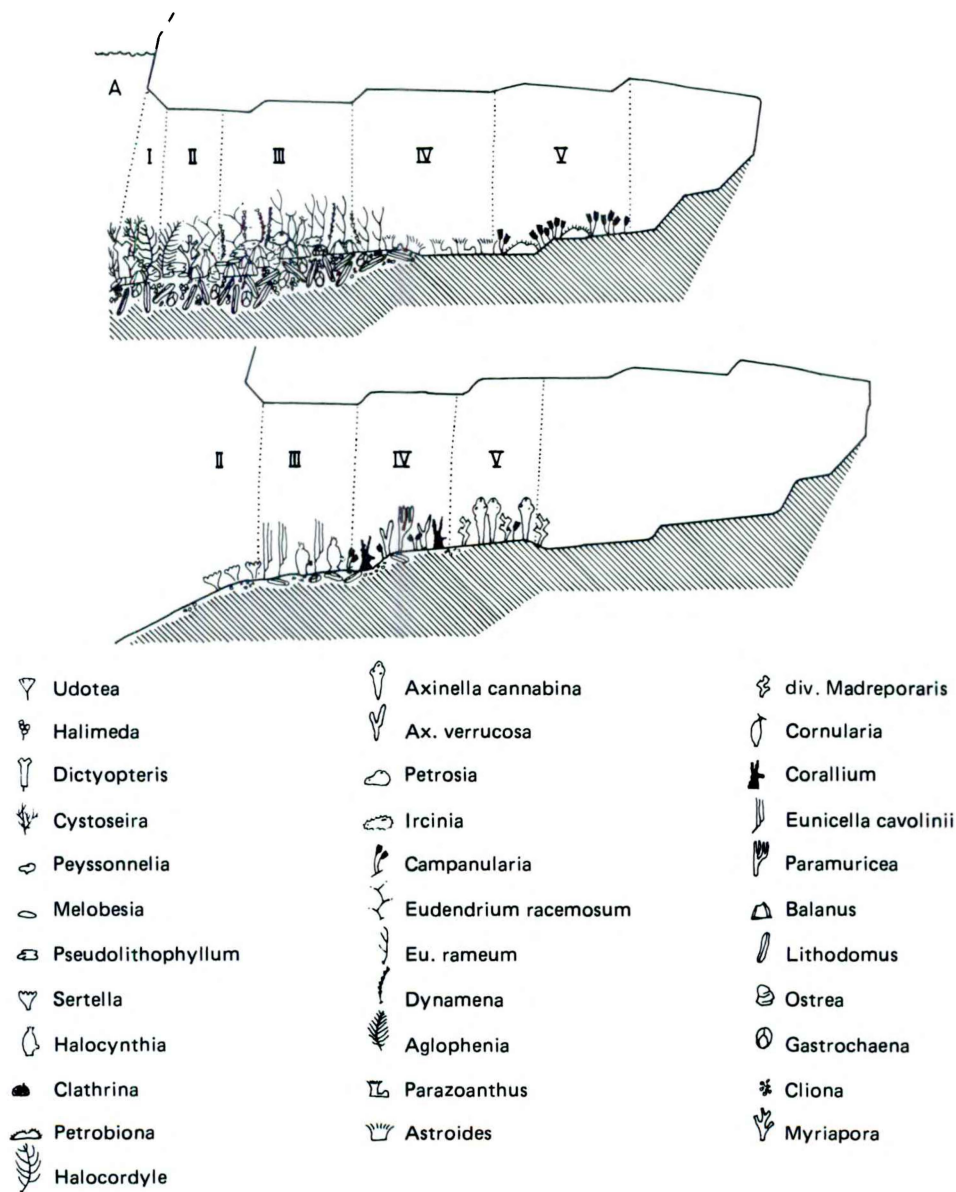 A
I II III IV V
II III IV V
Udotea
Halimeda
Dictyopteris
Cystoseira
Peyssonnelia
Melobesia
Pseudolithophyllum
Sertella
Halocynthia
Clathrina
Petrobiona
Halocordyle
Axinella cannabina
Ax. verrucosa
Petrosia
Ircinia
Campanularia
Eudendrium racemosum
Eu. rameum
Dynamena
Aglophenia
Parazoanthus
Astroides
div. Madreporaris
Cornularia
Corallium
Eunicella cavolinii
Paramuricea
Balanus
Lithodomus
Ostrea
Gastrochaena
Cliona
Myriapora